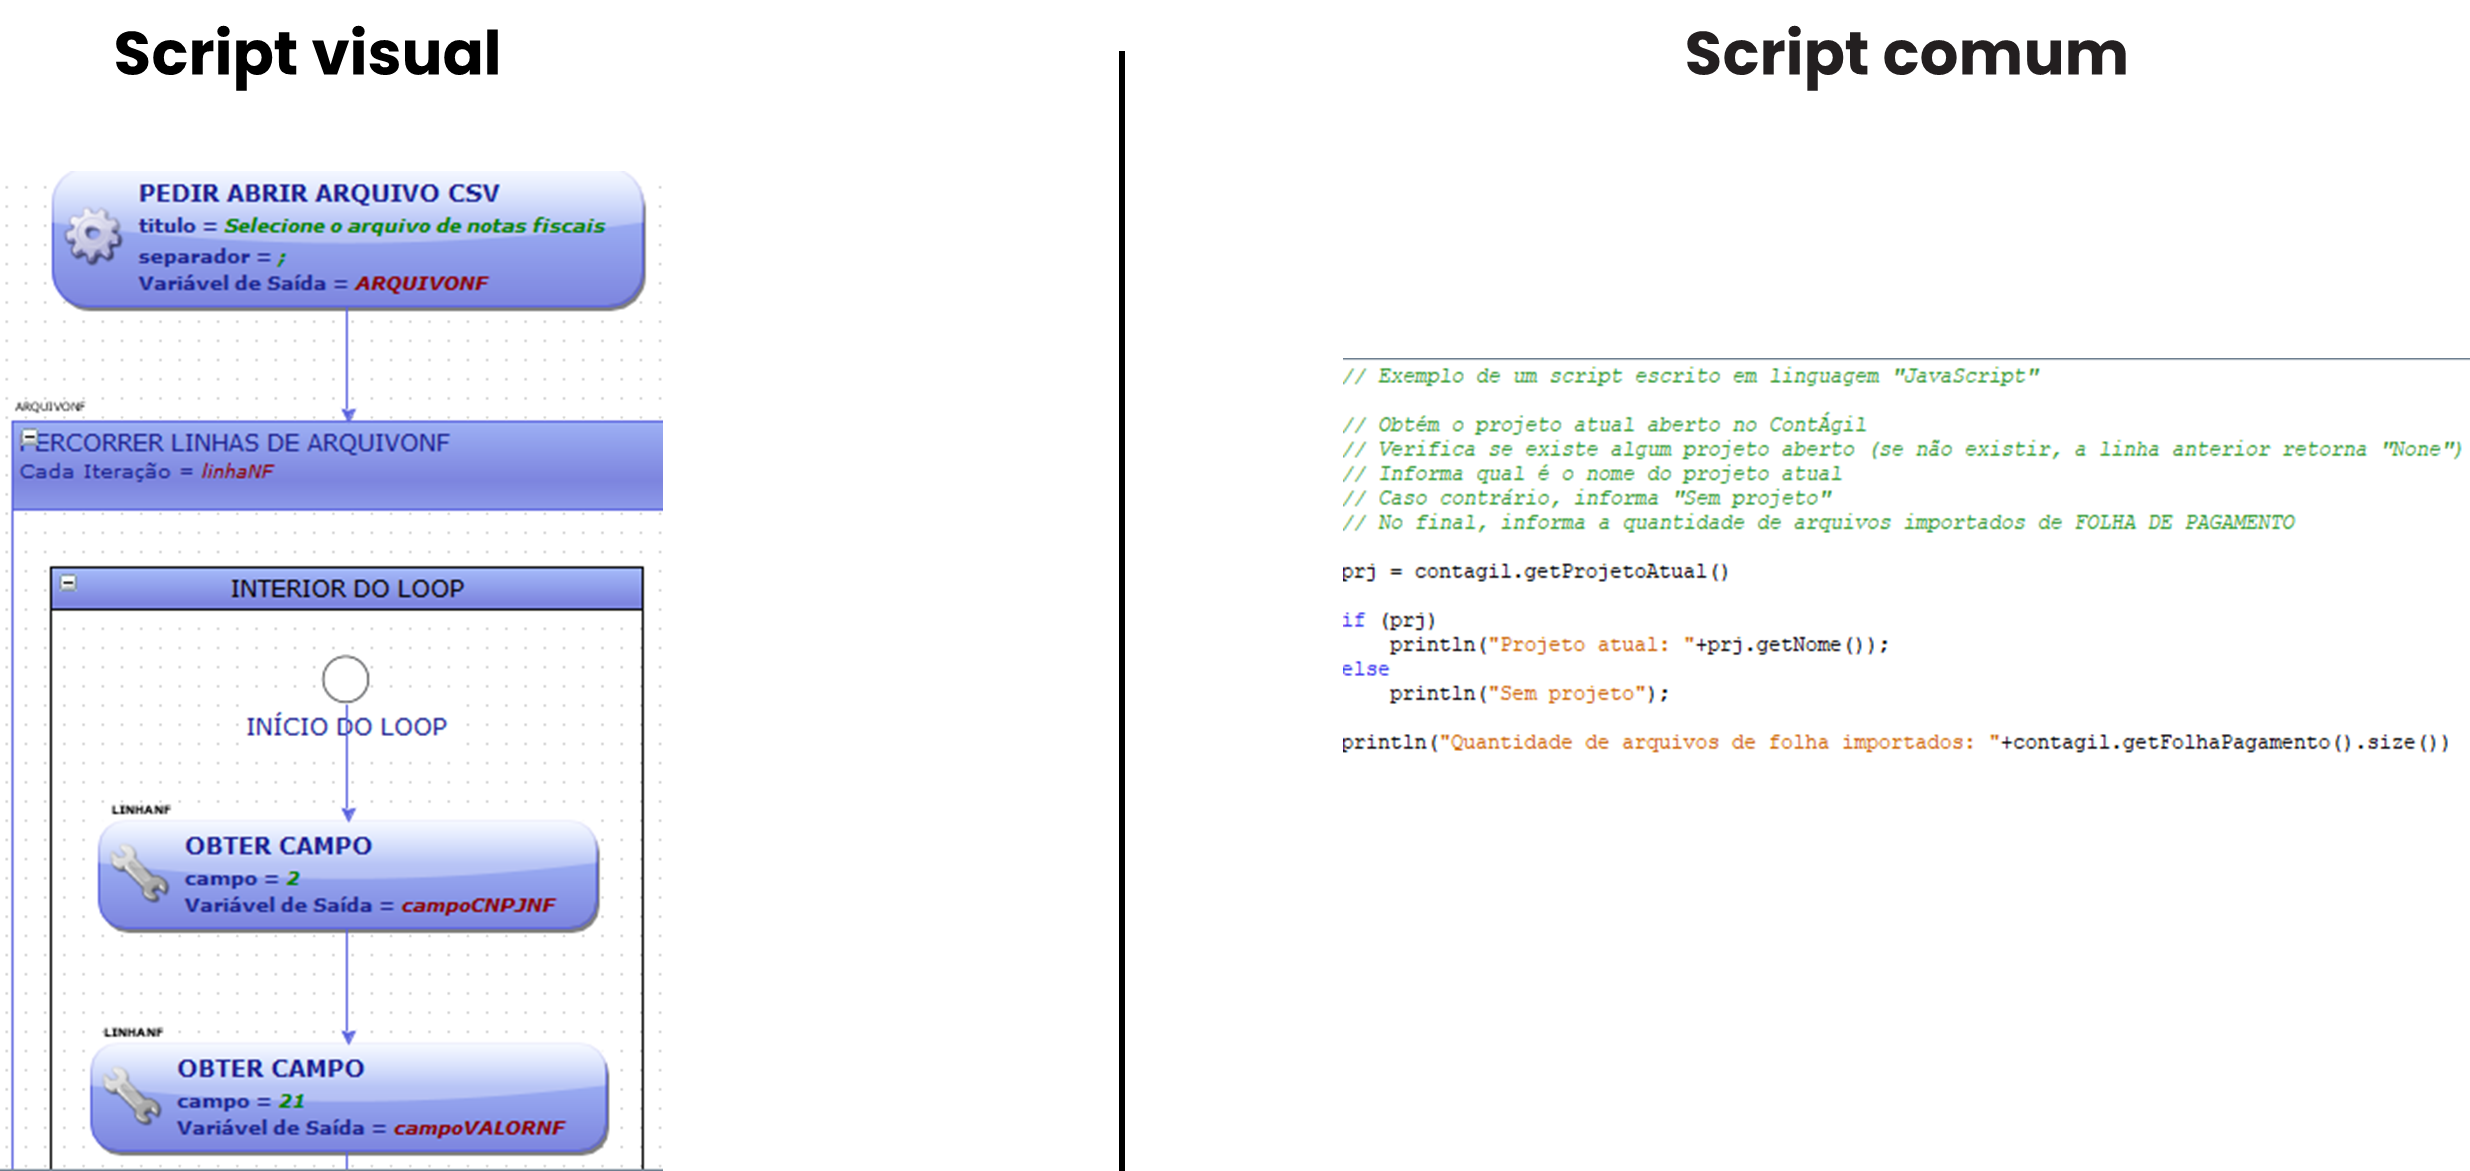 Script visual
PEDIR ABRIR ARQUIVO CSV
titulo = Selecione o arquivo de notas fiscais
separador = ;
Variável de Saída = ARQUIVONF
ARQUIVONF
PERCORRER LINHAS DE ARQUIVONF
Cada Iteração = linhaNF
INTERIOR DO LOOP
INÍCIO DO LOOP
LINHANF
OBTER CAMPO
campo = 2
Variável de Saída = campoCNPJNF
LINHANF
OBTER CAMPO
campo = 21
Variável de Saída = campoVALORNF
Script comum
// Exemplo de um script escrito em linguagem "JavaScript"
// Obtém o projeto atual aberto no ContÁgil
// Verifica se existe algum projeto aberto (se não existir, a linha anterior retorna "None")
// Informa qual é o nome do projeto atual
// Caso contrário, informa "Sem projeto"
// No final, informa a quantidade de arquivos importados de FOLHA DE PAGAMENTO
prj = contagil.getProjetoAtual()
if (prj)
println("Projeto atual: "+prj.getNome());
else
println("Sem projeto");
println("Quantidade de arquivos de folha importados: "+contagil.getFolhaPagamento().size())